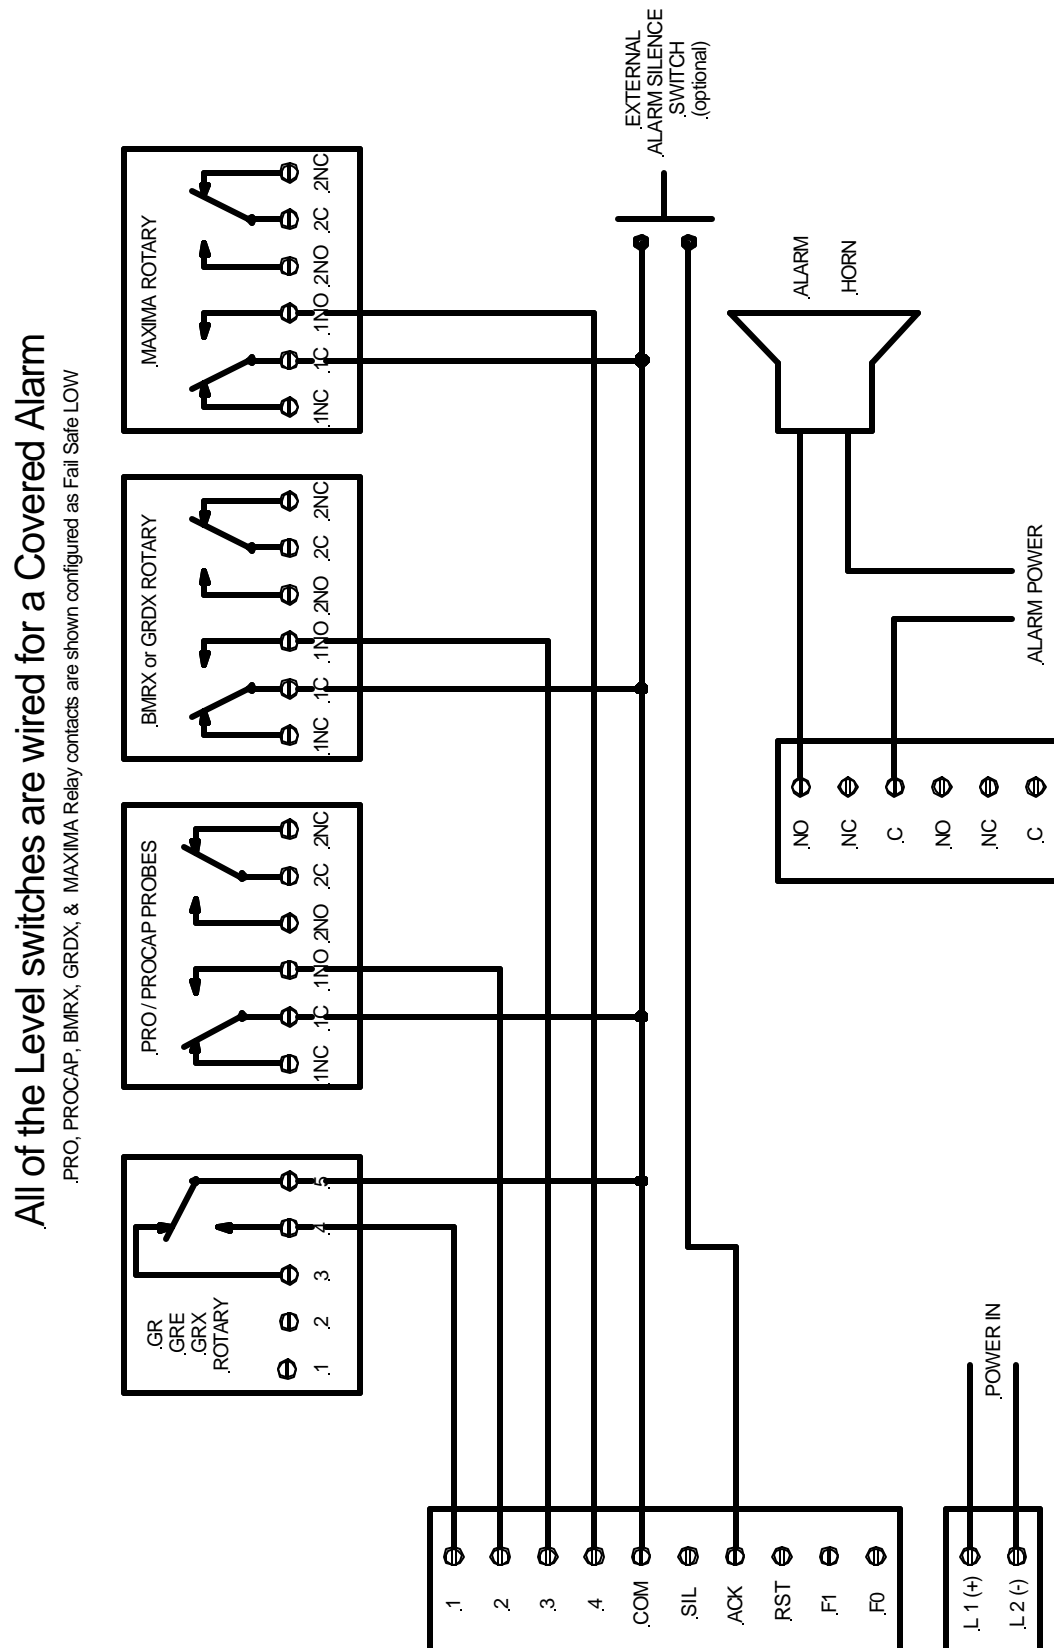 All of the Level switches are wired for a Covered Alarm
.PRO, PROCAP, BMRX, GRDX, & MAXIMA Relay contacts are shown configured as Fail Safe LOW
.GR
.GRE
.GRX
.ROTARY
.1 .2 .3 .4 .5
.PRO / PROCAP PROBES
.1NC .1C .1NO .2NO .2C .2NC
.BMRX or GRDX ROTARY
.1NC .1C .1NO .2NO .2C .2NC
.MAXIMA ROTARY
.1NC .1C .1NO .2NO .2C .2NC
.EXTERNAL
.ALARM SILENCE
.SWITCH
.(optional)
.1
.2
.3
.4
.COM
.SIL
.ACK
.RST
.F1
.F0
.ALARM
.HORN
.ALARM POWER
.NO
.NC
.C
.NO
.NC
.C
.POWER IN
.L 1 (+)
.L 2 (-)